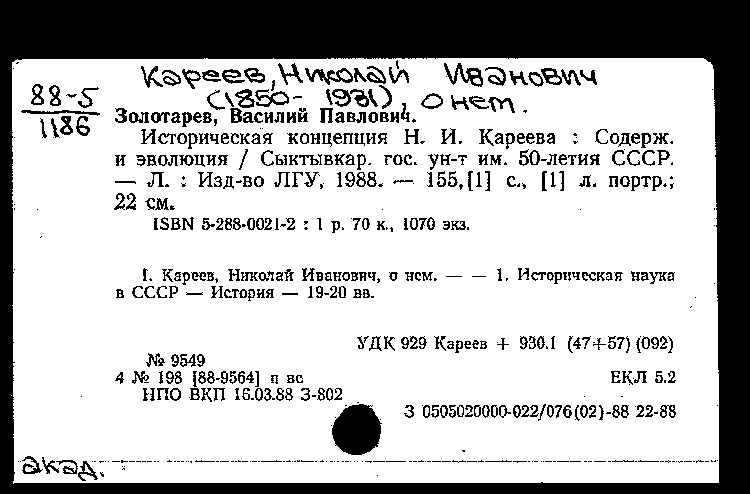 Кареев, Николай Иванович
88-5
1186
(1850-1931), о нем.
Золотарев, Василий Павлович.
Историческая концепция Н. И. Кареева : Содерж.
и эволюция / Сыктывкар. гос. ун-т им. 50-летия СССР.
— Л. : Изд-во ЛГУ, 1988. — 155,[1] с., [1] л. портр.;
22 см.
ISBN 5-288-0021-2 : 1 р. 70 к., 1070 экз.
I. Кареев, Николай Иванович, о нем. — — 1. Историческая наука
в СССР — История — 19-20 вв.
УДК 929 Кареев + 930.1 (47+57) (092)
№ 9549
4 № 198 [88-9564] п вс
ЕКЛ 5.2
НПО ВКП 16.03.88 З-802
З 0505020000-022/076(02)-88 22-88
акад.